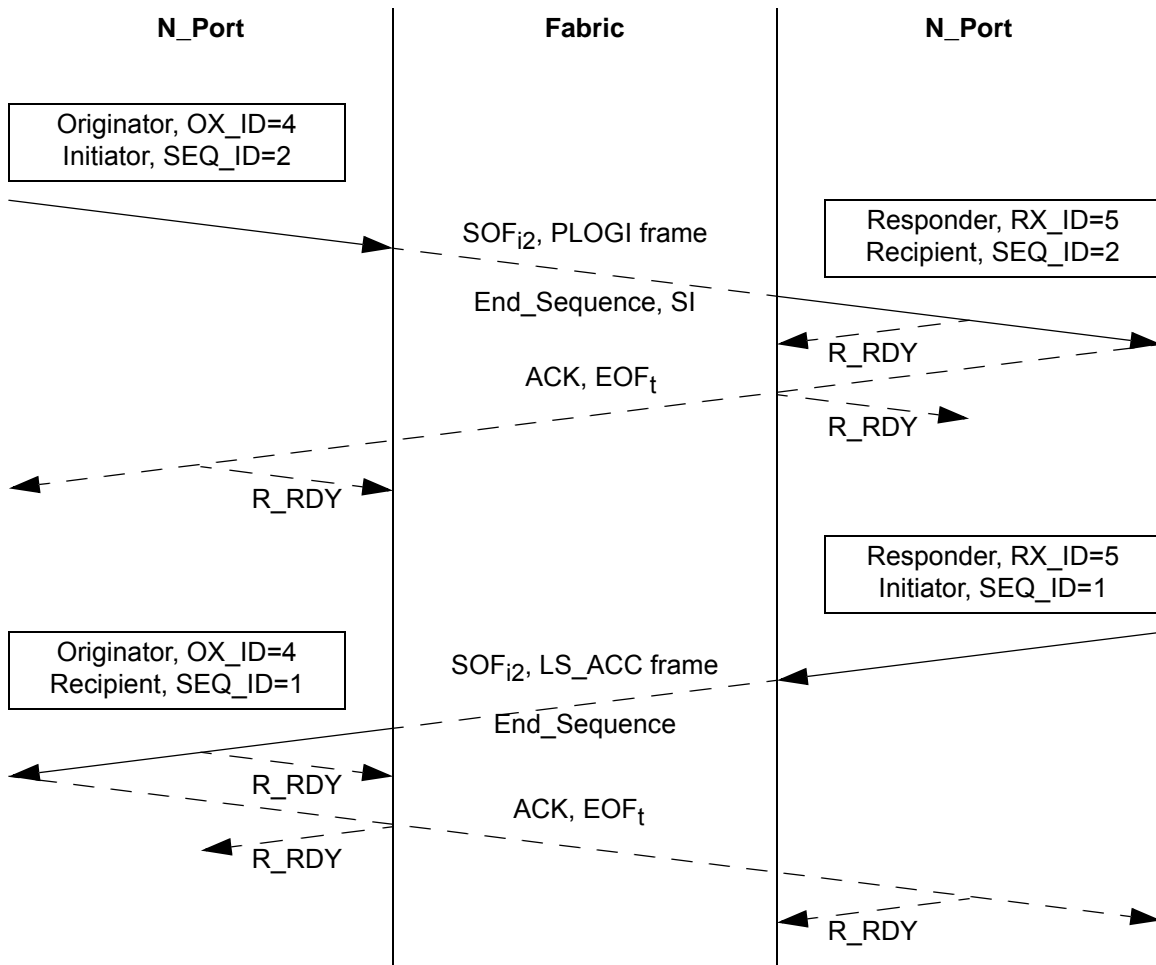 N_Port Fabric N_Port
Originator, OX_ID=4
Initiator, SEQ_ID=2
SOFi2, PLOGI frame
Responder, RX_ID=5
Recipient, SEQ_ID=2
End_Sequence, SI
R_RDY
ACK, EOFt
R_RDY
R_RDY
Responder, RX_ID=5
Initiator, SEQ_ID=1
Originator, OX_ID=4
Recipient, SEQ_ID=1
SOFi2, LS_ACC frame
End_Sequence
R_RDY
ACK, EOFt
R_RDY
R_RDY